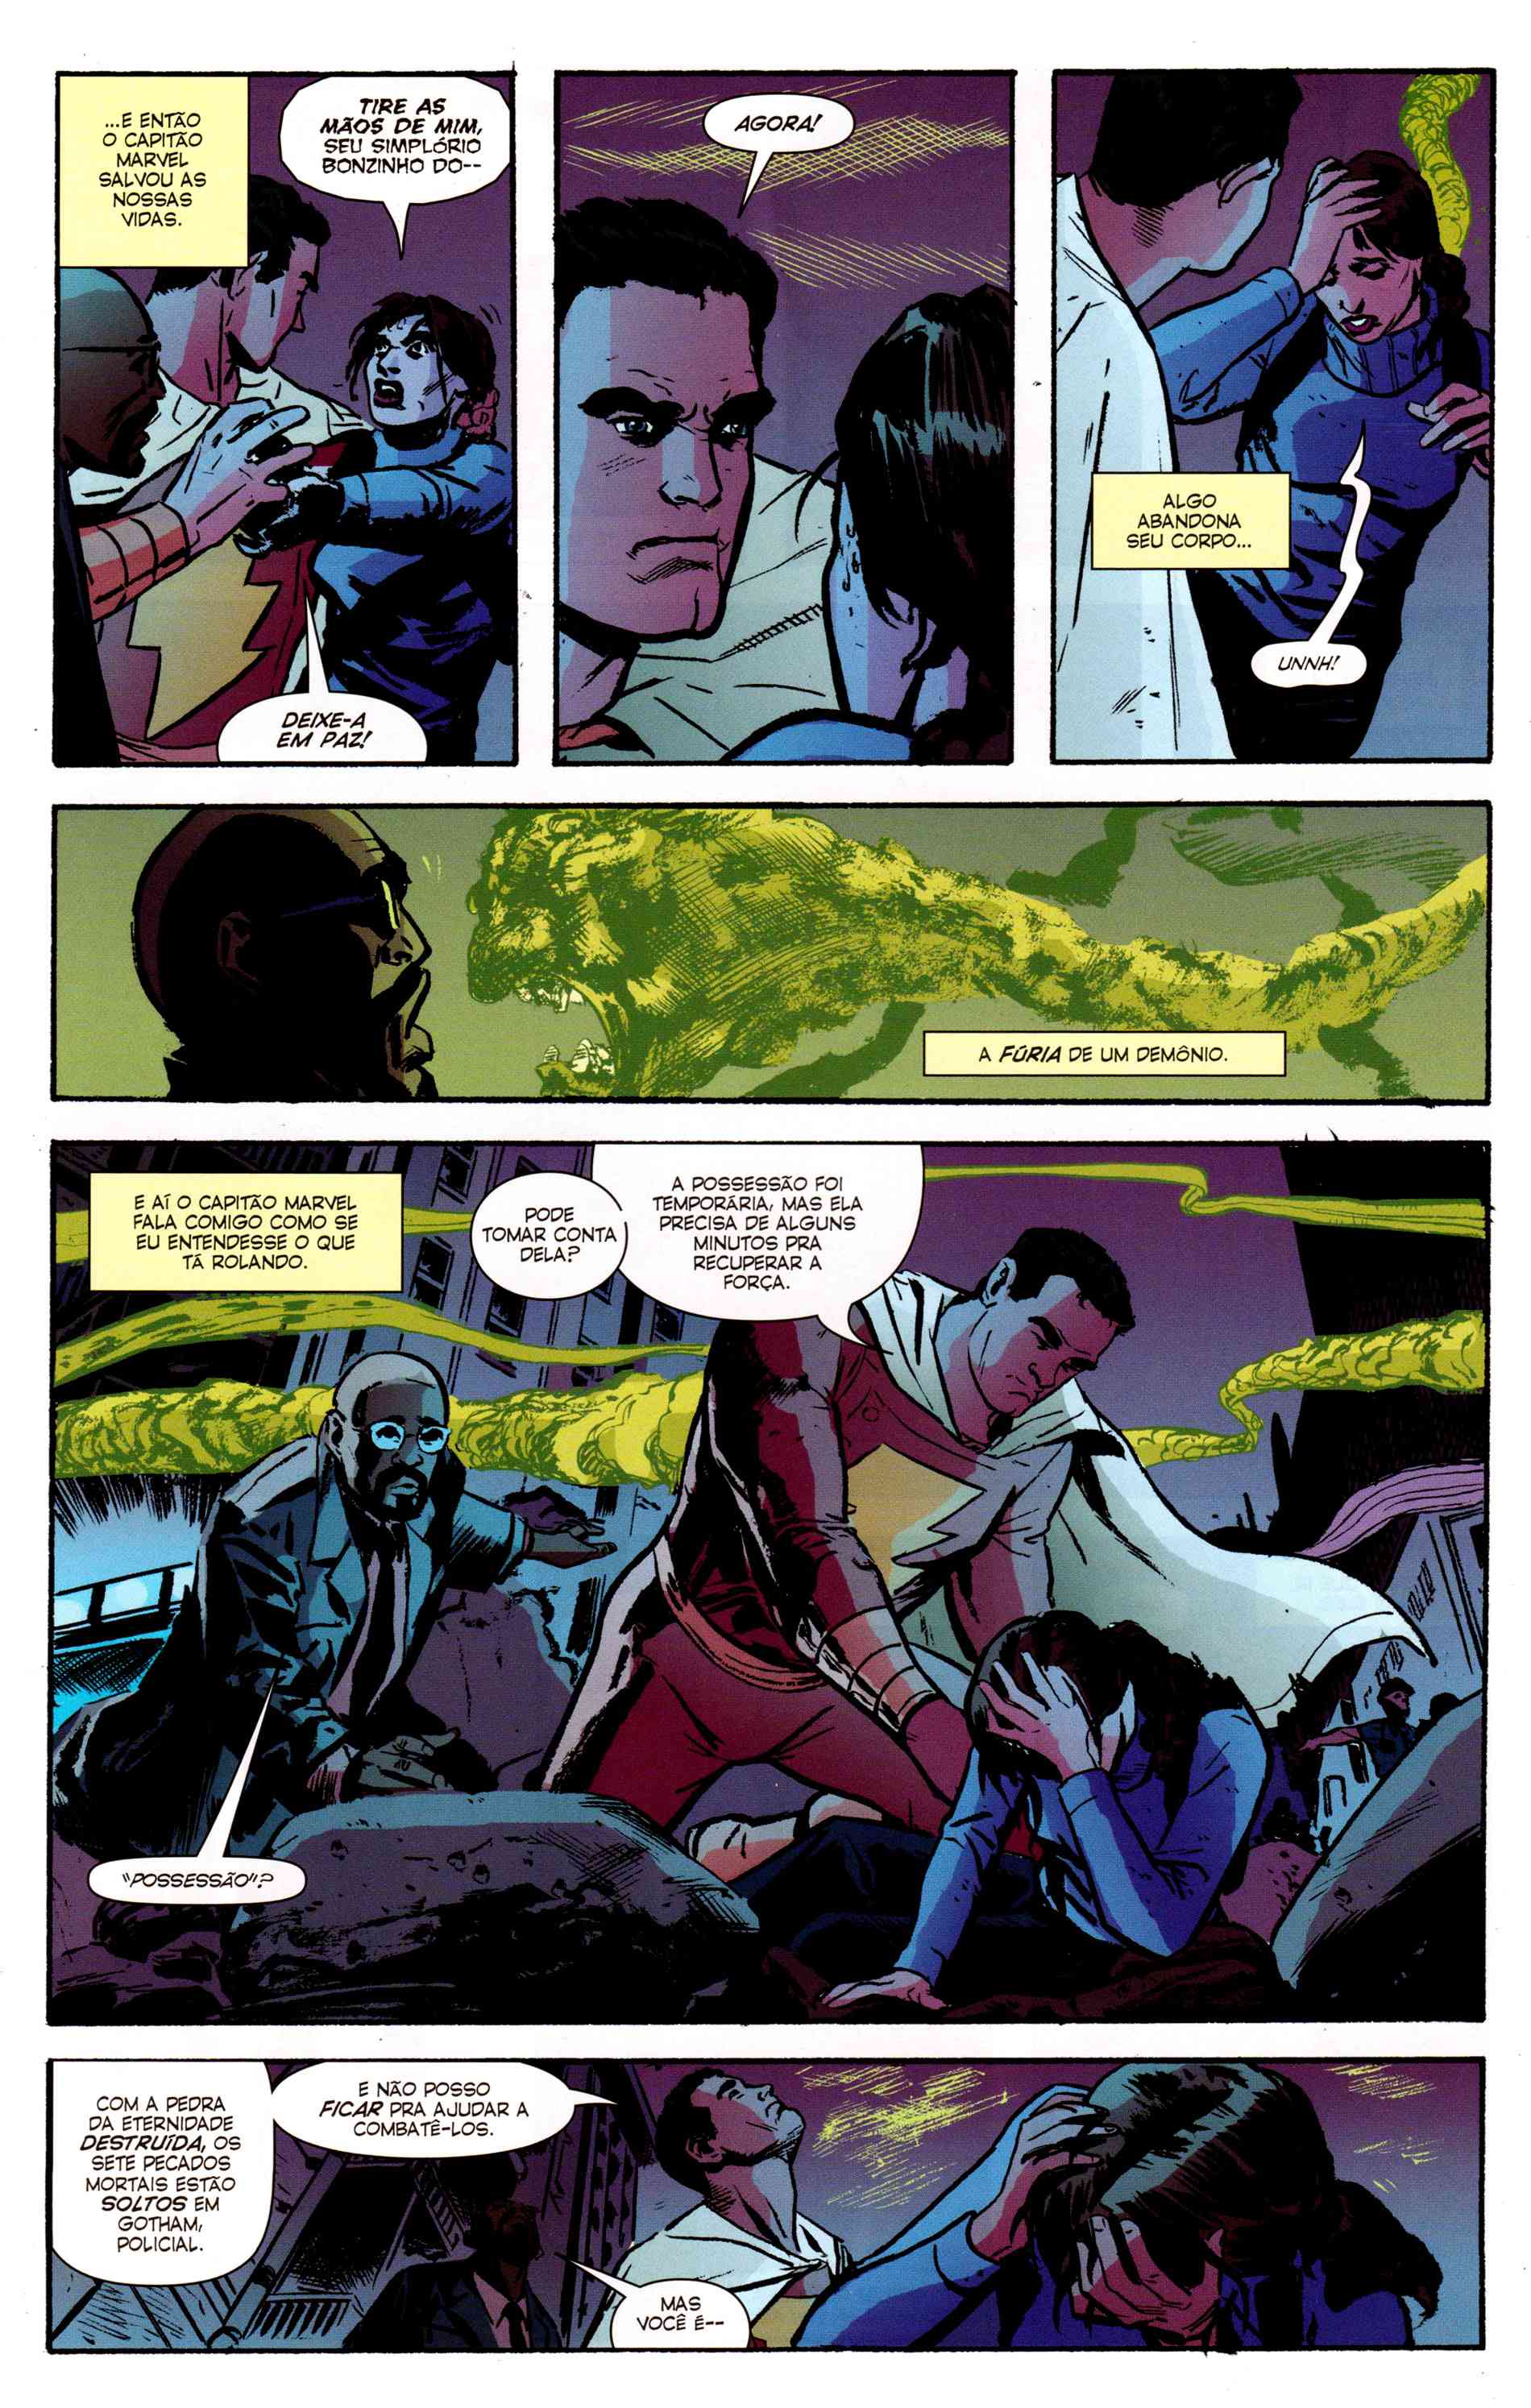 ...E ENTÃO
O CAPITÃO
MARVEL
SALVOU AS
NOSSAS
VIDAS.
TIRE AS
MÃOS DE MIM,
SEU SIMPLÓRIO
BONZINHO DO--
DEIXE-A
EM PAZ!
AGORA!
ALGO
ABANDONA
SEU CORPO...
UNNH!
A FÚRIA DE UM DEMÔNIO.
E AÍ O CAPITÃO MARVEL
FALA COMIGO COMO SE
EU ENTENDESSE O QUE
TÁ ROLANDO.
PODE
TOMAR CONTA
DELA?
A POSSESSÃO FOI
TEMPORÁRIA, MAS ELA
PRECISA DE ALGUNS
MINUTOS PRA
RECUPERAR A
FORÇA.
"POSSESSÃO"?
COM A PEDRA
DA ETERNIDADE
DESTRUÍDA, OS
SETE PECADOS
MORTAIS ESTÃO
SOLTOS EM
GOTHAM,
POLICIAL.
E NÃO POSSO
FICAR PRA AJUDAR A
COMBATÊ-LOS.
MAS
VOCÊ É--